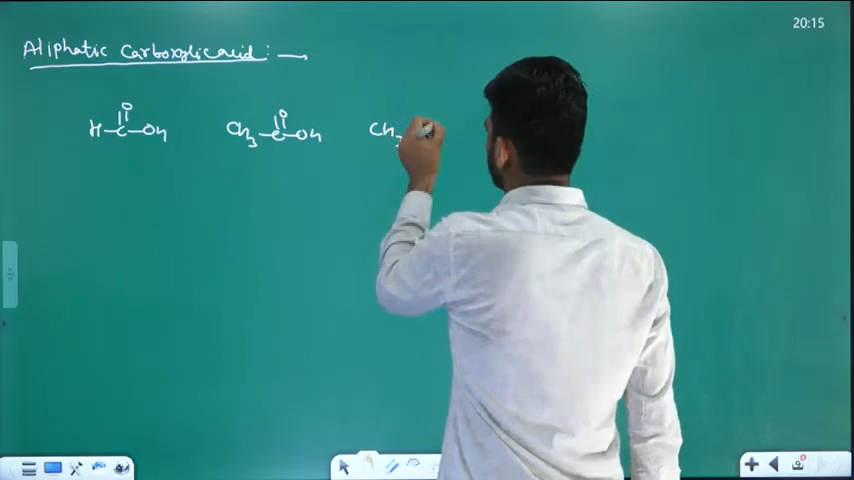 20:15
Aliphatic Carboxylic acid : —
O O
H-C-OH CH3-C-OH CH3